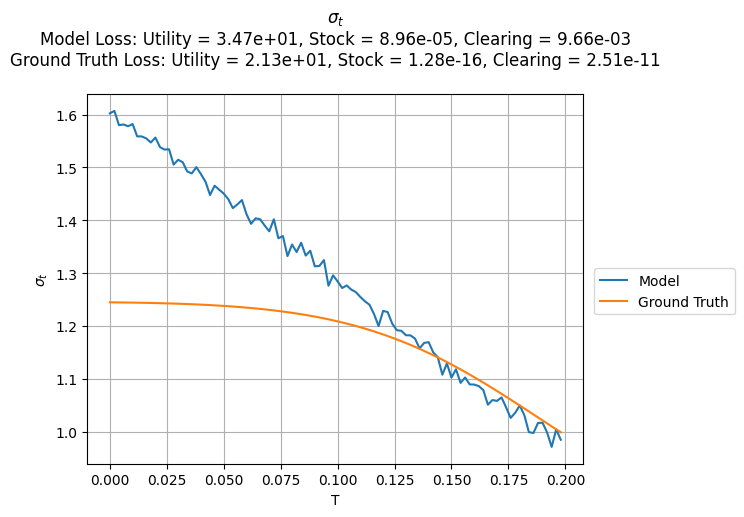 σ_t
Model Loss: Utility = 3.47e+01, Stock = 8.96e-05, Clearing = 9.66e-03
Ground Truth Loss: Utility = 2.13e+01, Stock = 1.28e-16, Clearing = 2.51e-11
1.6
1.5
1.4
1.3
1.2
1.1
1.0
σ_t
0.000 0.025 0.050 0.075 0.100 0.125 0.150 0.175 0.200
T
Model
Ground Truth